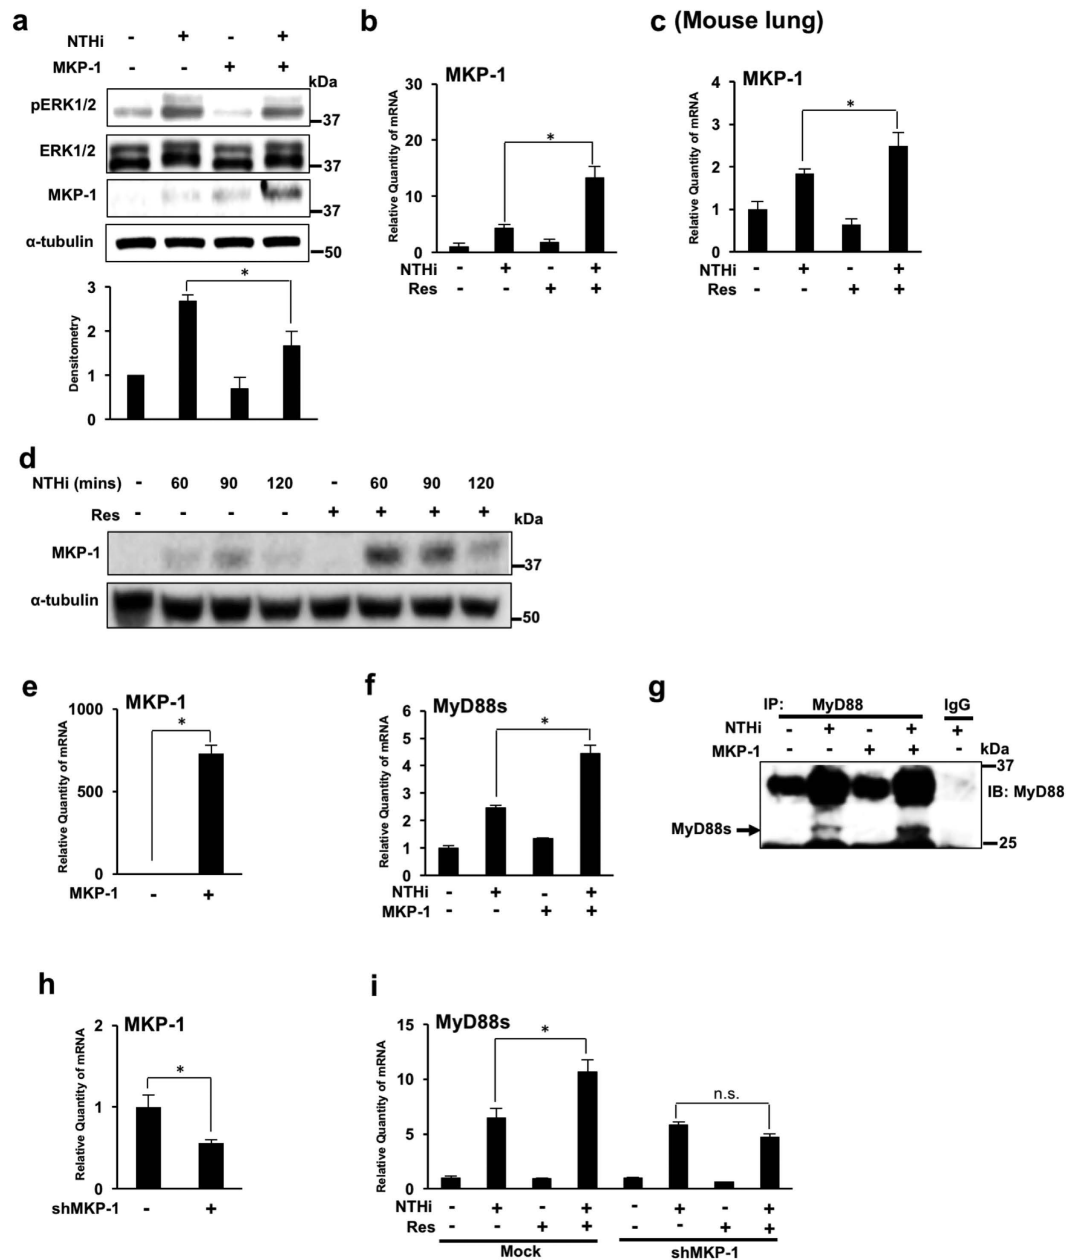 a
NTHi - + - +
MKP-1 - - + +
kDa
pERK1/2
37
ERK1/2
37
MKP-1
37
α-tubulin
50
*
3
2
1
0
Densitometry
b
MKP-1
Relative Quantity of mRNA
30
20
10
0
*
NTHi - + - +
Res - - + +
c (Mouse lung)
MKP-1
Relative Quantity of mRNA
4
3
2
1
0
*
NTHi - + - +
Res - - + +
d
NTHi (mins) - 60 90 120 - 60 90 120
Res - - - - + + + +
kDa
MKP-1
37
α-tubulin
50
e
MKP-1
Relative Quantity of mRNA
1000
500
0
*
MKP-1 - +
f
MyD88s
Relative Quantity of mRNA
6
5
4
3
2
1
0
*
NTHi - + - +
MKP-1 - - + +
g
IP: MyD88 IgG
NTHi - + - + +
MKP-1 - - + + - kDa
37
IB: MyD88
MyD88s
25
h
MKP-1
Relative Quantity of mRNA
2
1
0
*
shMKP-1 - +
i
MyD88s
Relative Quantity of mRNA
15
10
5
0
*
n.s.
NTHi - + - + - + - +
Res - - + + - - + +
Mock shMKP-1